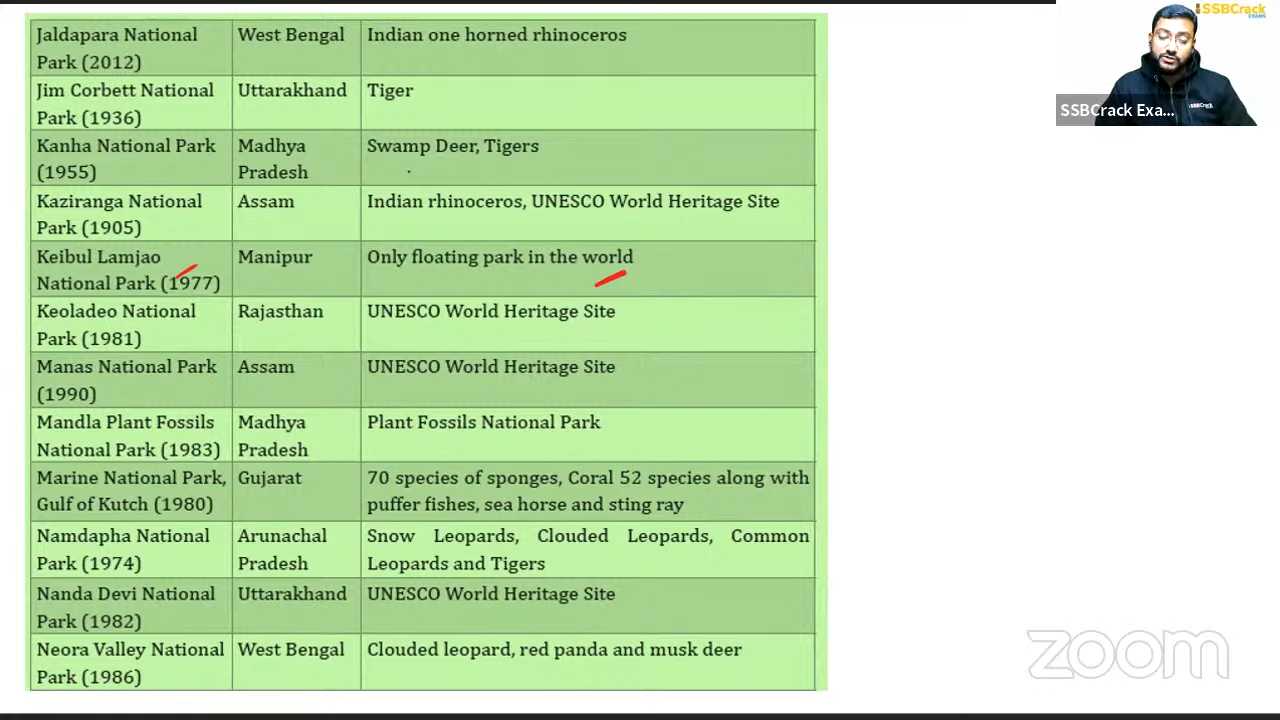 Jaldapara National West Bengal Indian one horned rhinoceros
Park (2012)
Jim Corbett National Uttarakhand Tiger
Park (1936)
Kanha National Park Madhya Swamp Deer, Tigers
(1955) Pradesh
Kaziranga National Assam Indian rhinoceros, UNESCO World Heritage Site
Park (1905)
Keibul Lamjao Manipur Only floating park in the world
National Park (1977)
Keoladeo National Rajasthan UNESCO World Heritage Site
Park (1981)
Manas National Park Assam UNESCO World Heritage Site
(1990)
Mandla Plant Fossils Madhya Plant Fossils National Park
National Park (1983) Pradesh
Marine National Park, Gujarat 70 species of sponges, Coral 52 species along with
Gulf of Kutch (1980) puffer fishes, sea horse and sting ray
Namdapha National Arunachal Snow Leopards, Clouded Leopards, Common
Park (1974) Pradesh Leopards and Tigers
Nanda Devi National Uttarakhand UNESCO World Heritage Site
Park (1982)
Neora Valley National West Bengal Clouded leopard, red panda and musk deer
Park (1986)
SSBCrack
EXAMS
SSBCrack
SSBCrack Exa...
zoom